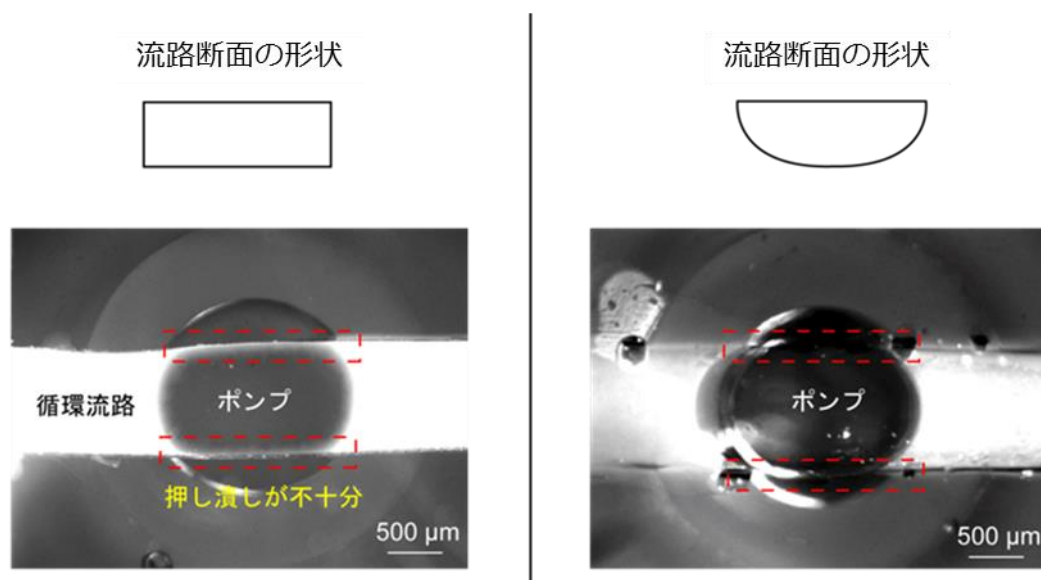 流路断面の形状
循環流路
ポンプ
押し潰しが不十分
500 μm
流路断面の形状
ポンプ
500 μm